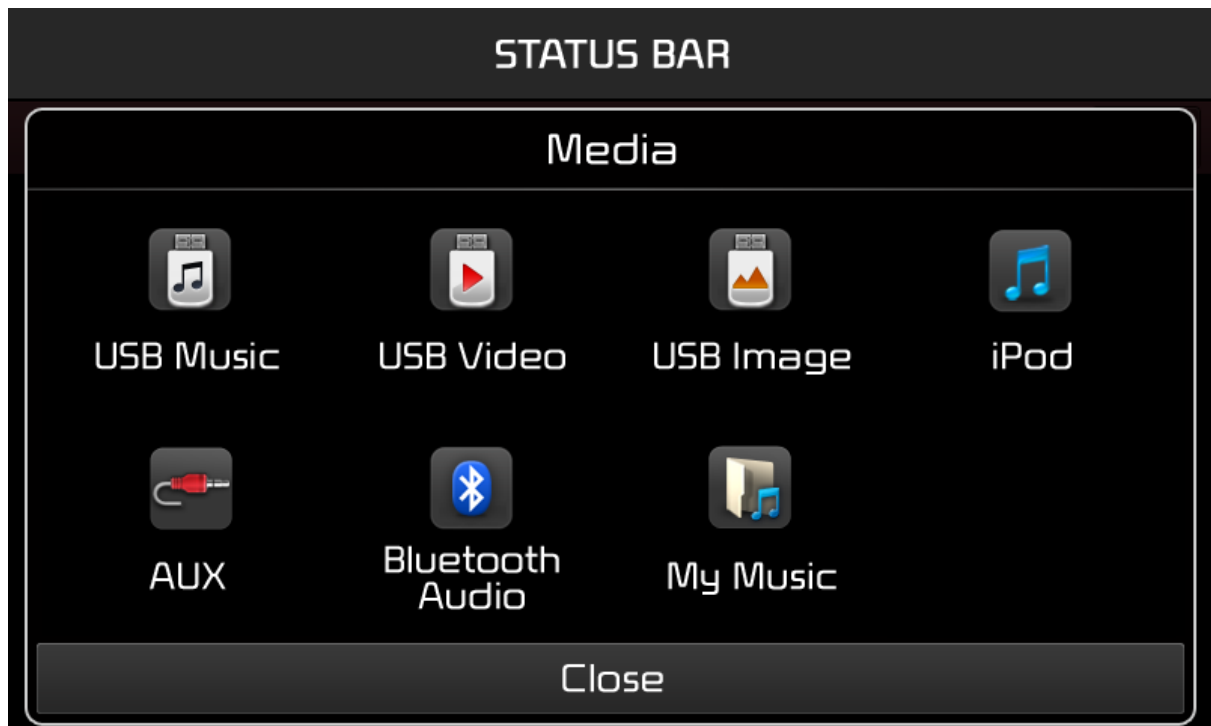 STATUS BAR
Media
USB Music
USB Video
USB Image
iPod
AUX
Bluetooth
Audio
My Music
Close